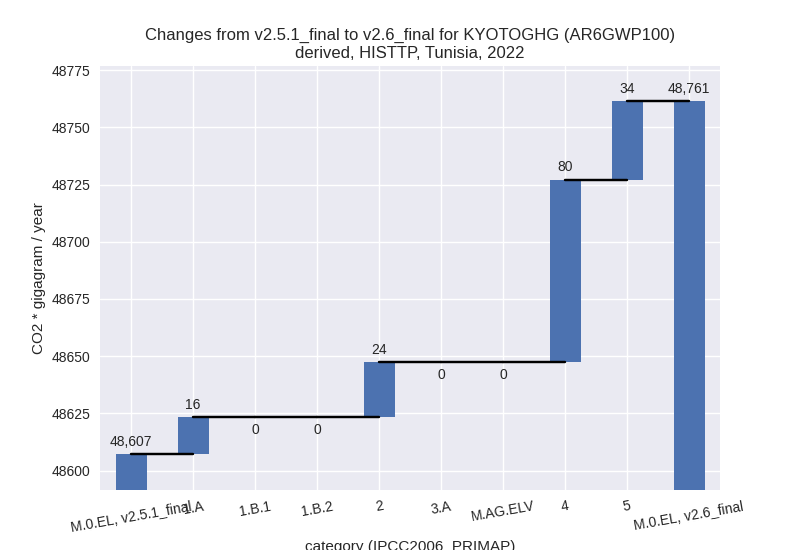 Changes from v2.5.1_final to v2.6_final for KYOTOGHG (AR6GWP100)
derived, HISTTP, Tunisia, 2022
CO2 * gigagram / year
48775
48750
48725
48700
48675
48650
48625
48600
48,607
16
0
0
24
0
0
80
34
48,761
M.0.EL, v2.5.1_final
1.A
1.B.1
1.B.2
2
3.A
M.AG.ELV
4
5
M.0.EL, v2.6_final
category (IPCC2006_PRIMAP)